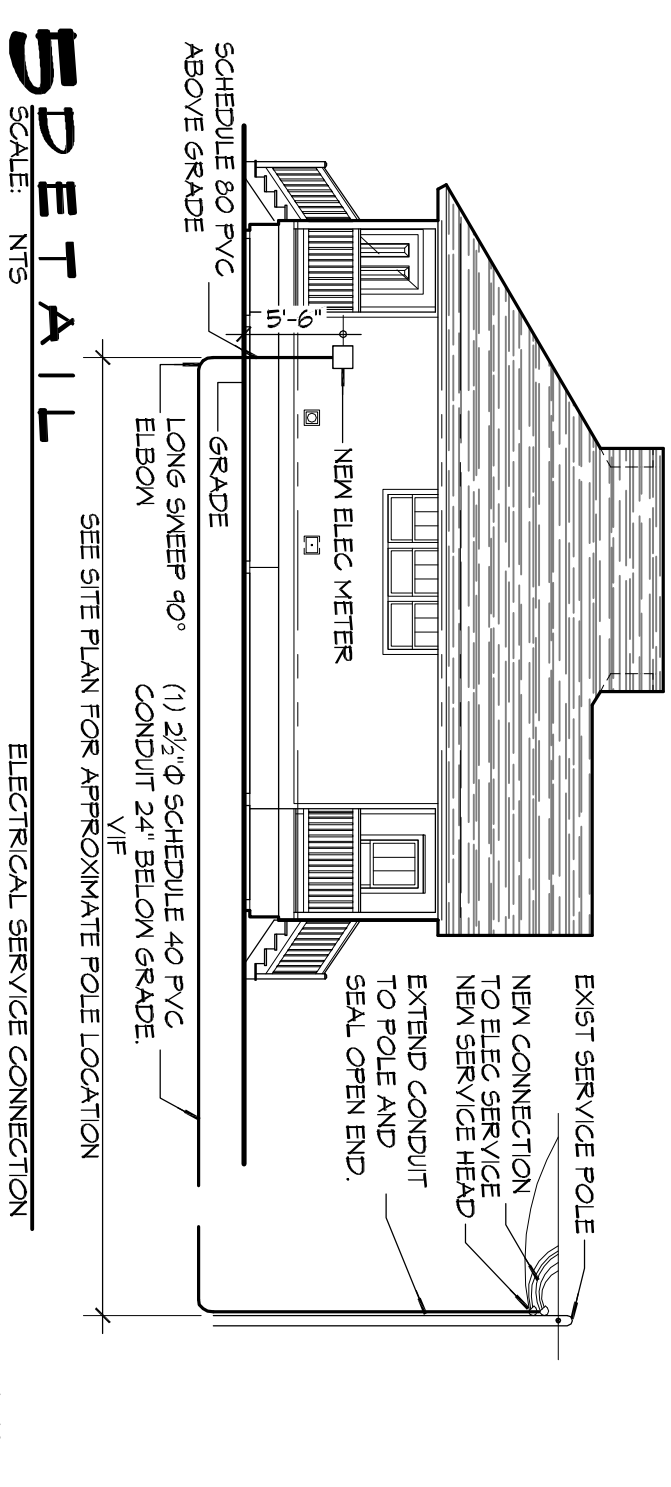 EXIST SERVICE POLE
NEW CONNECTION
TO ELEC SERVICE
NEW SERVICE HEAD
EXTEND CONDUIT
TO POLE AND
SEAL OPEN END.
NEW ELEC METER
5'-6"
SCHEDULE 80 PVC
ABOVE GRADE
GRADE
LONG SWEEP 90°
ELBOW
(1) 2½"Φ SCHEDULE 40 PVC
CONDUIT 24" BELOW GRADE.
VIF
SEE SITE PLAN FOR APPROXIMATE POLE LOCATION
5 DETAIL
SCALE: NTS
ELECTRICAL SERVICE CONNECTION